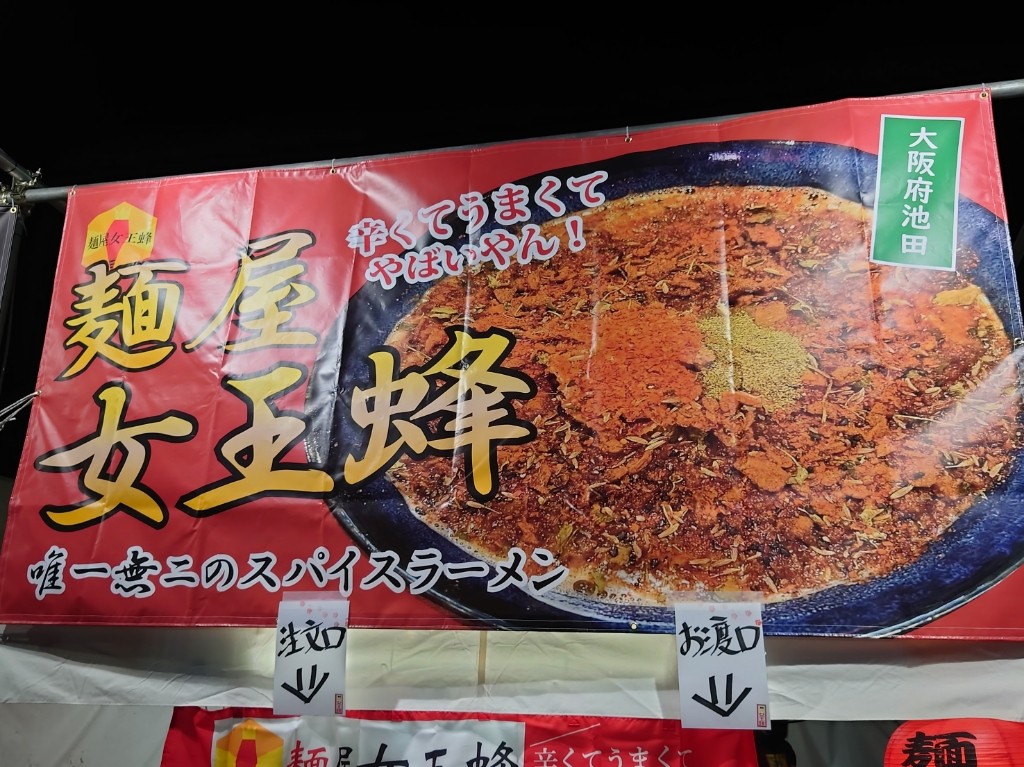 大阪府池田
辛くてうまくて
やばいやん！
麺屋女王蜂
麺屋
女王蜂
唯一無二のスパイスラーメン
注文口
お渡口
麺屋女王蜂
辛くてうまくて
麺